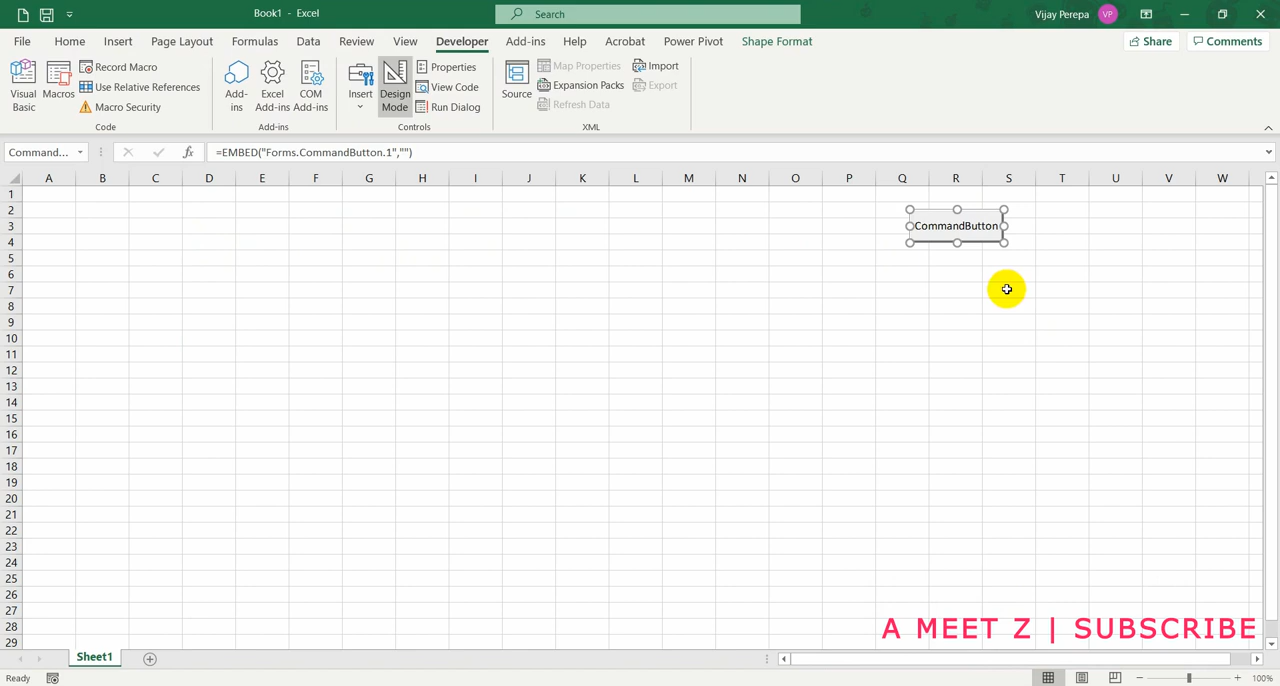 Book1 - Excel
Search
Vijay Perepa VP
File Home Insert Page Layout Formulas Data Review View Developer Add-ins Help Acrobat Power Pivot Shape Format Share Comments
Visual Basic
Macros
Record Macro
Use Relative References
Macro Security
Code
Add-ins
Excel Add-ins
COM Add-ins
Add-ins
Insert
Design Mode
Properties
View Code
Run Dialog
Controls
Source
Map Properties
Expansion Packs
Refresh Data
Import
Export
XML
Command... fx =EMBED("Forms.CommandButton.1","")
A B C D E F G H I J K L M N O P Q R S T U V W
1
2
3
CommandButton
4
5
6
7
8
9
10
11
12
13
14
15
16
17
18
19
20
21
22
23
24
25
26
27
28
29
A MEET Z | SUBSCRIBE
Sheet1
Ready
100%